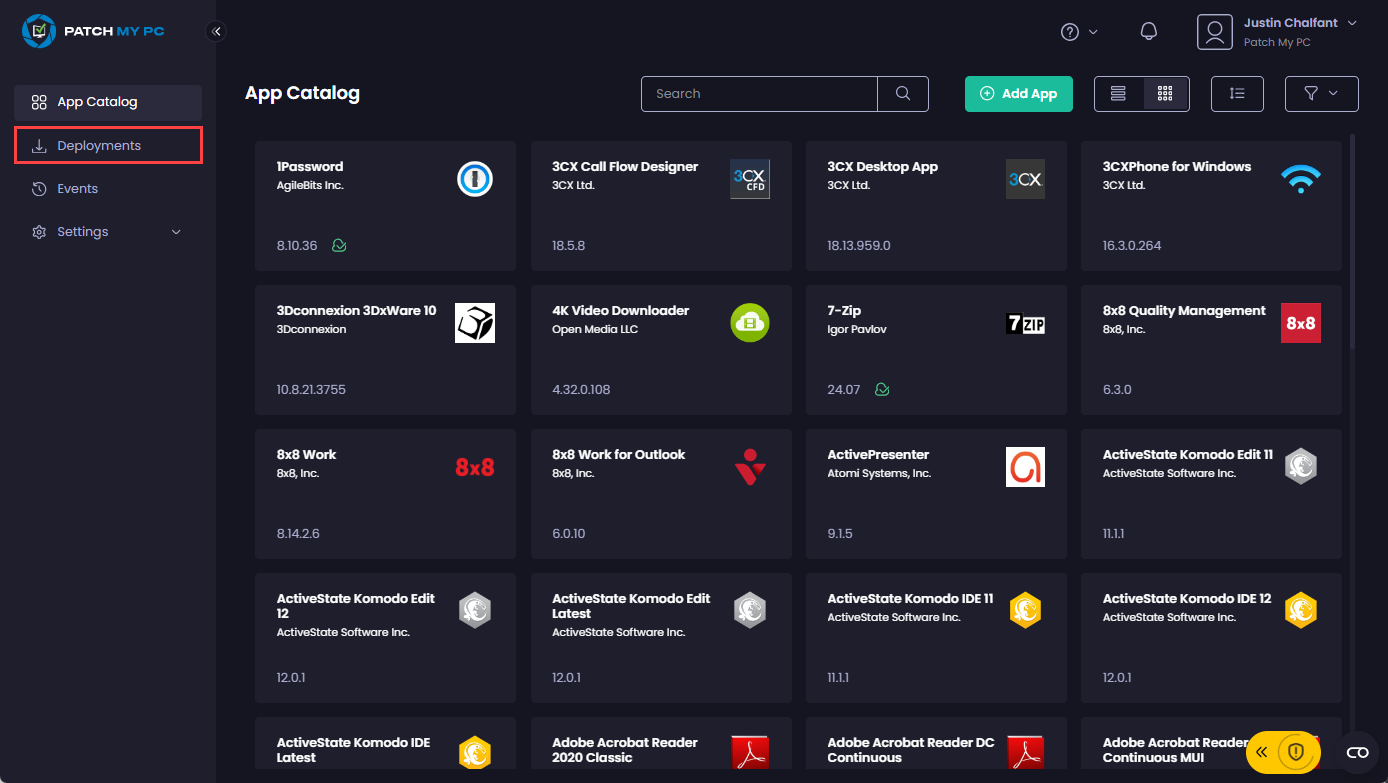 PATCH MY PC
Justin Chalfant
Patch My PC
App Catalog
Deployments
Events
Settings
App Catalog
Search
Add App
1Password
AgileBits Inc.
8.10.36
3CX Call Flow Designer
3CX Ltd.
3CX
CFD
18.5.8
3CX Desktop App
3CX Ltd.
3CX
18.13.959.0
3CXPhone for Windows
3CX Ltd.
16.3.0.264
3Dconnexion 3DxWare 10
3Dconnexion
10.8.21.3755
4K Video Downloader
Open Media LLC
4.32.0.108
7-Zip
Igor Pavlov
7ZIP
24.07
8x8 Quality Management
8x8, Inc.
8x8
6.3.0
8x8 Work
8x8, Inc.
8x8
8.14.2.6
8x8 Work for Outlook
8x8, Inc.
6.0.10
ActivePresenter
Atomi Systems, Inc.
9.1.5
ActiveState Komodo Edit 11
ActiveState Software Inc.
11.1.1
ActiveState Komodo Edit
12
ActiveState Software Inc.
12.0.1
ActiveState Komodo Edit
Latest
ActiveState Software Inc.
12.0.1
ActiveState Komodo IDE 11
ActiveState Software Inc.
11.1.1
ActiveState Komodo IDE 12
ActiveState Software Inc.
12.0.1
ActiveState Komodo IDE
Latest
Adobe Acrobat Reader
2020 Classic
Adobe Acrobat Reader DC
Continuous
Adobe Acrobat Reader
Continuous MUI